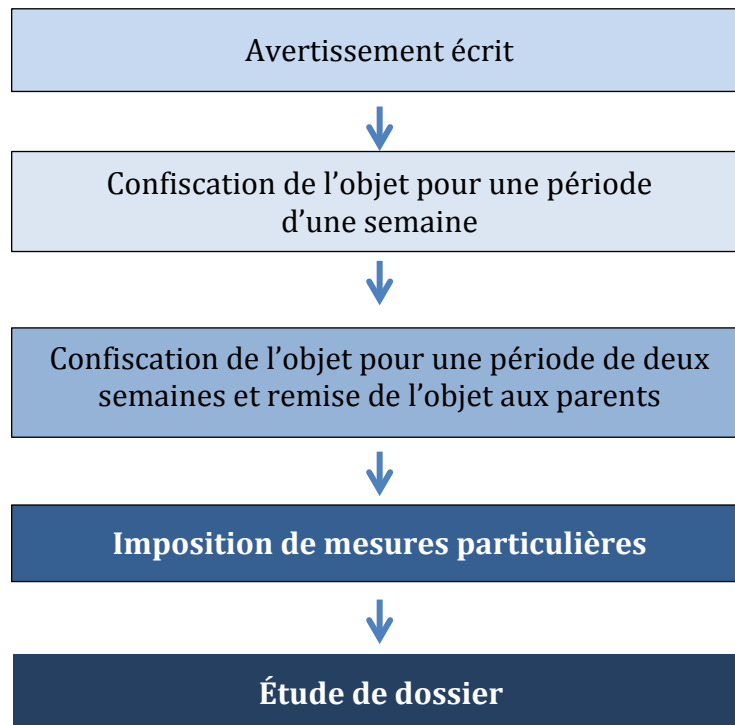 Avertissement écrit
Confiscation de l’objet pour une période
d’une semaine
Confiscation de l’objet pour une période de deux
semaines et remise de l’objet aux parents
Imposition de mesures particulières
Étude de dossier